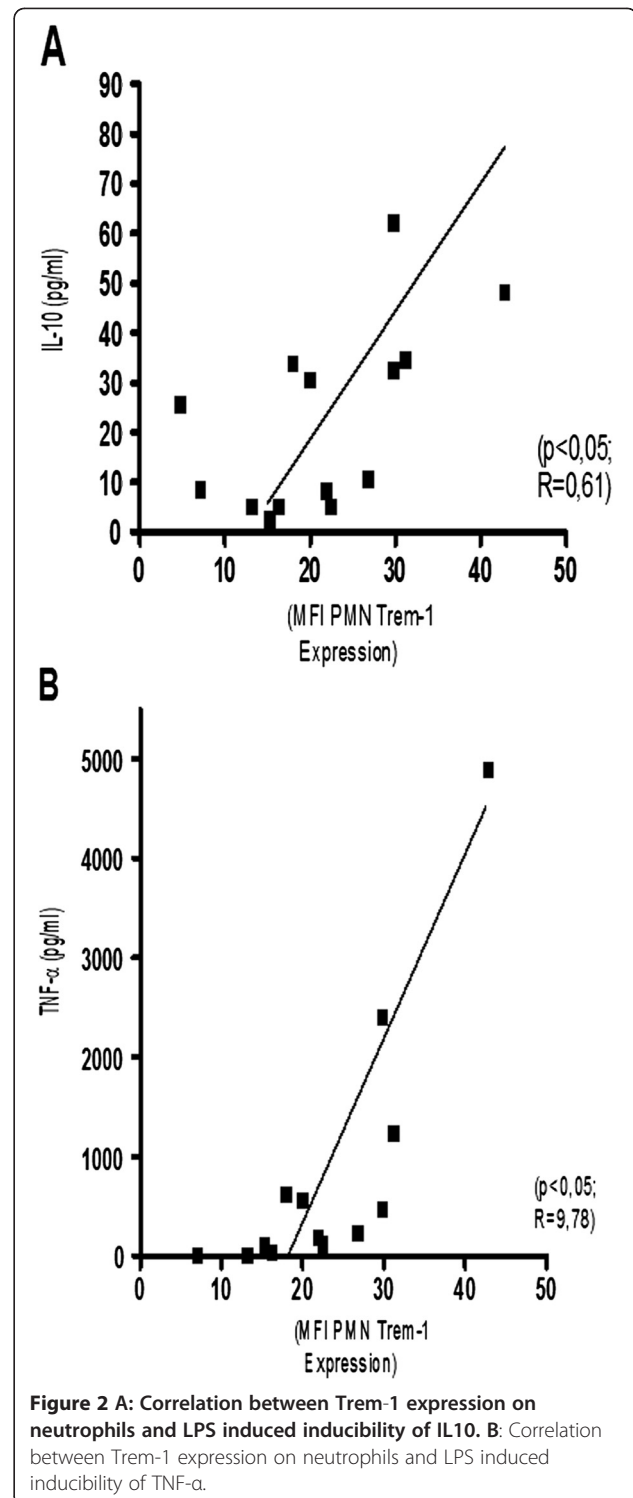 A
90
80
70
60
50
40
30
20
10
0
IL-10 (pg/ml)
(p<0,05;
R=0,61)
0 10 20 30 40 50
(MFI PMN Trem-1
Expression)
B
5000
4000
3000
2000
1000
0
TNF-α (pg/ml)
(p<0,05;
R=9,78)
0 10 20 30 40 50
(MFI PMN Trem-1
Expression)
Figure 2 A: Correlation between Trem-1 expression on
neutrophils and LPS induced inducibility of IL10. B: Correlation
between Trem-1 expression on neutrophils and LPS induced
inducibility of TNF-α.